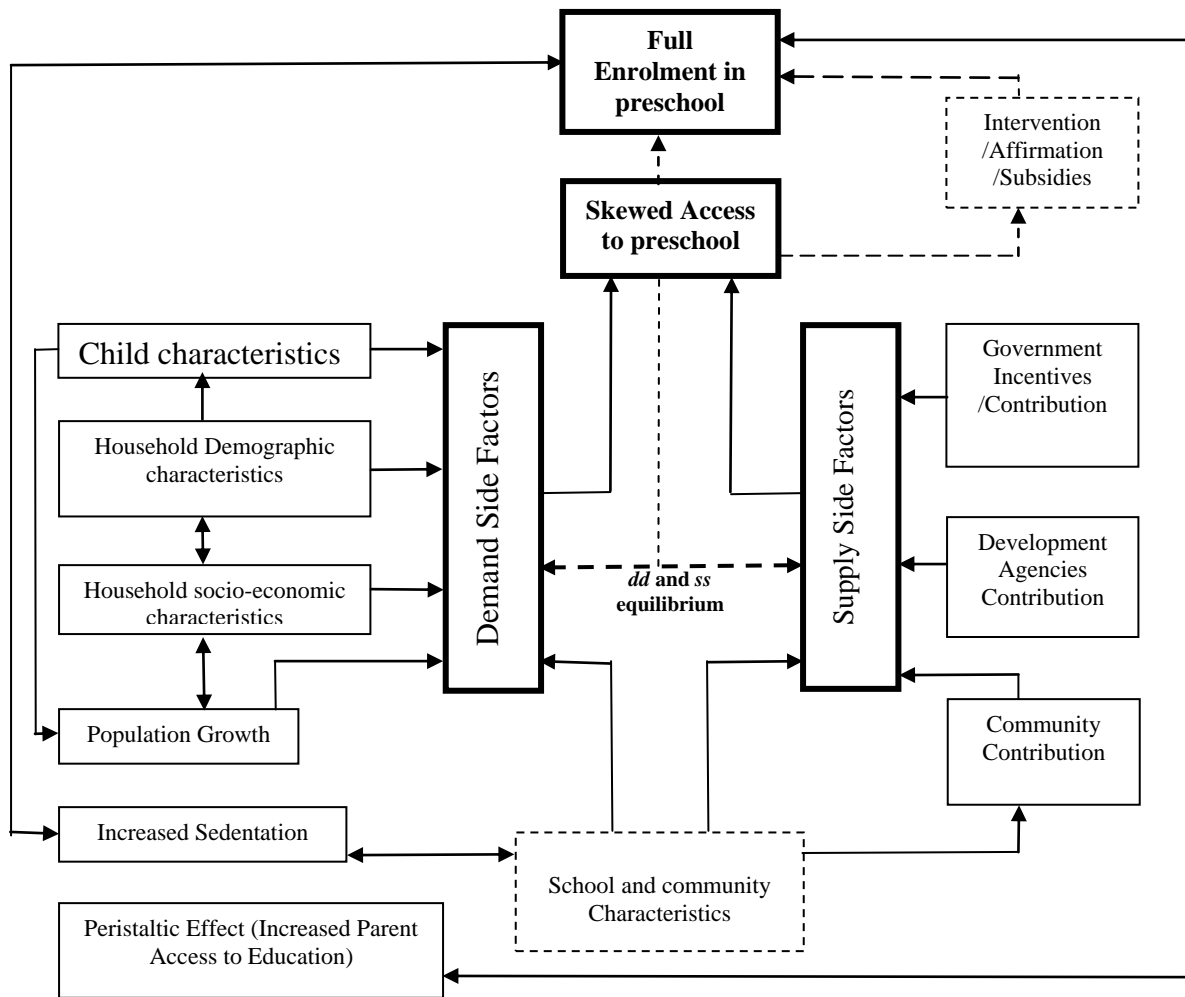 Full
Enrolment in
preschool
Intervention
/Affirmation
/Subsidies
Skewed Access
to preschool
Child characteristics
Household Demographic
characteristics
Household socio-economic
characteristics
Population Growth
Demand Side Factors
dd and ss
equilibrium
Supply Side Factors
Government
Incentives
/Contribution
Development
Agencies
Contribution
Community
Contribution
Increased Sedentation
School and community
Characteristics
Peristaltic Effect (Increased Parent
Access to Education)